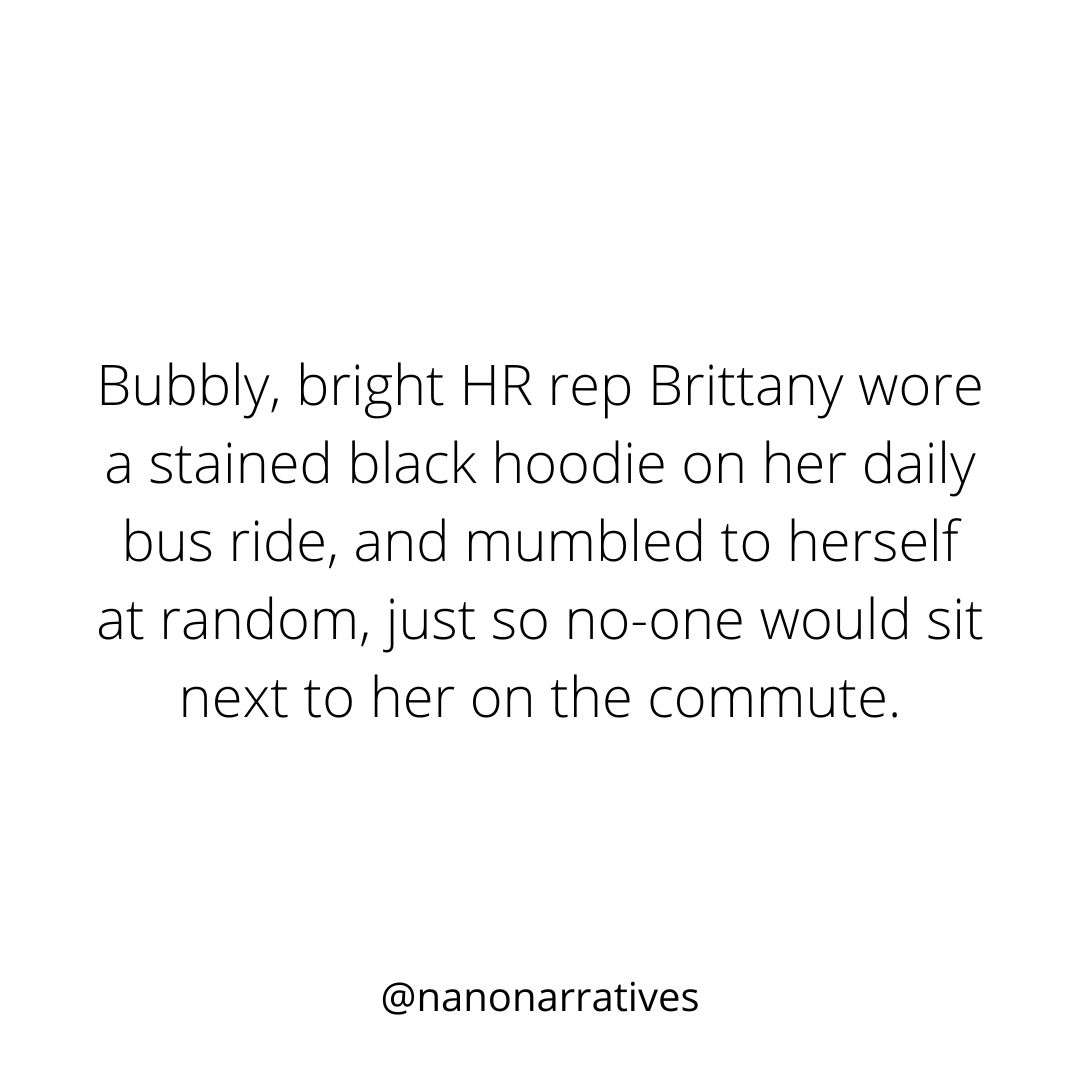 Bubbly, bright HR rep Brittany wore
a stained black hoodie on her daily
bus ride, and mumbled to herself
at random, just so no-one would sit
next to her on the commute.
@nanonarratives